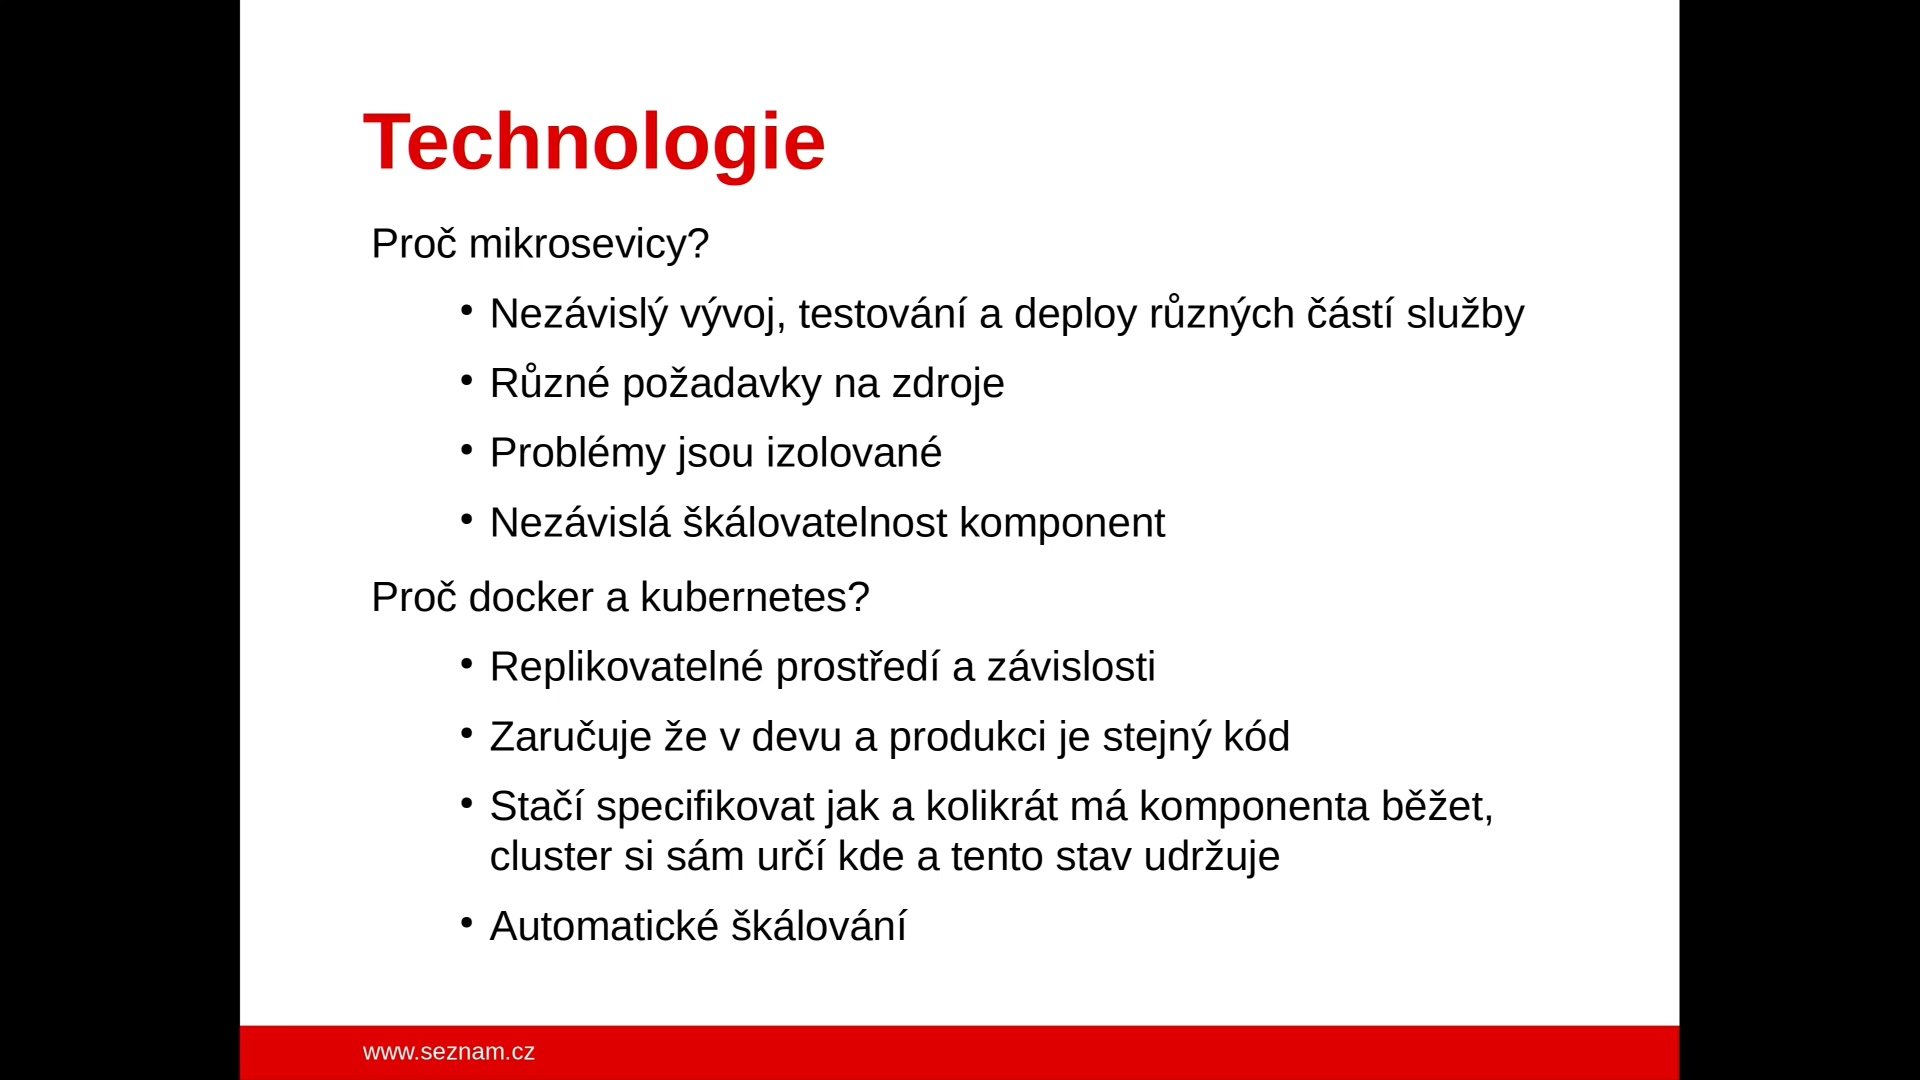 Technologie
Proč mikrosevicy?
• Nezávislý vývoj, testování a deploy různých částí služby
• Různé požadavky na zdroje
• Problémy jsou izolované
• Nezávislá škálovatelnost komponent
Proč docker a kubernetes?
• Replikovatelné prostředí a závislosti
• Zaručuje že v devu a produkci je stejný kód
• Stačí specifikovat jak a kolikrát má komponenta běžet,
cluster si sám určí kde a tento stav udržuje
• Automatické škálování
www.seznam.cz